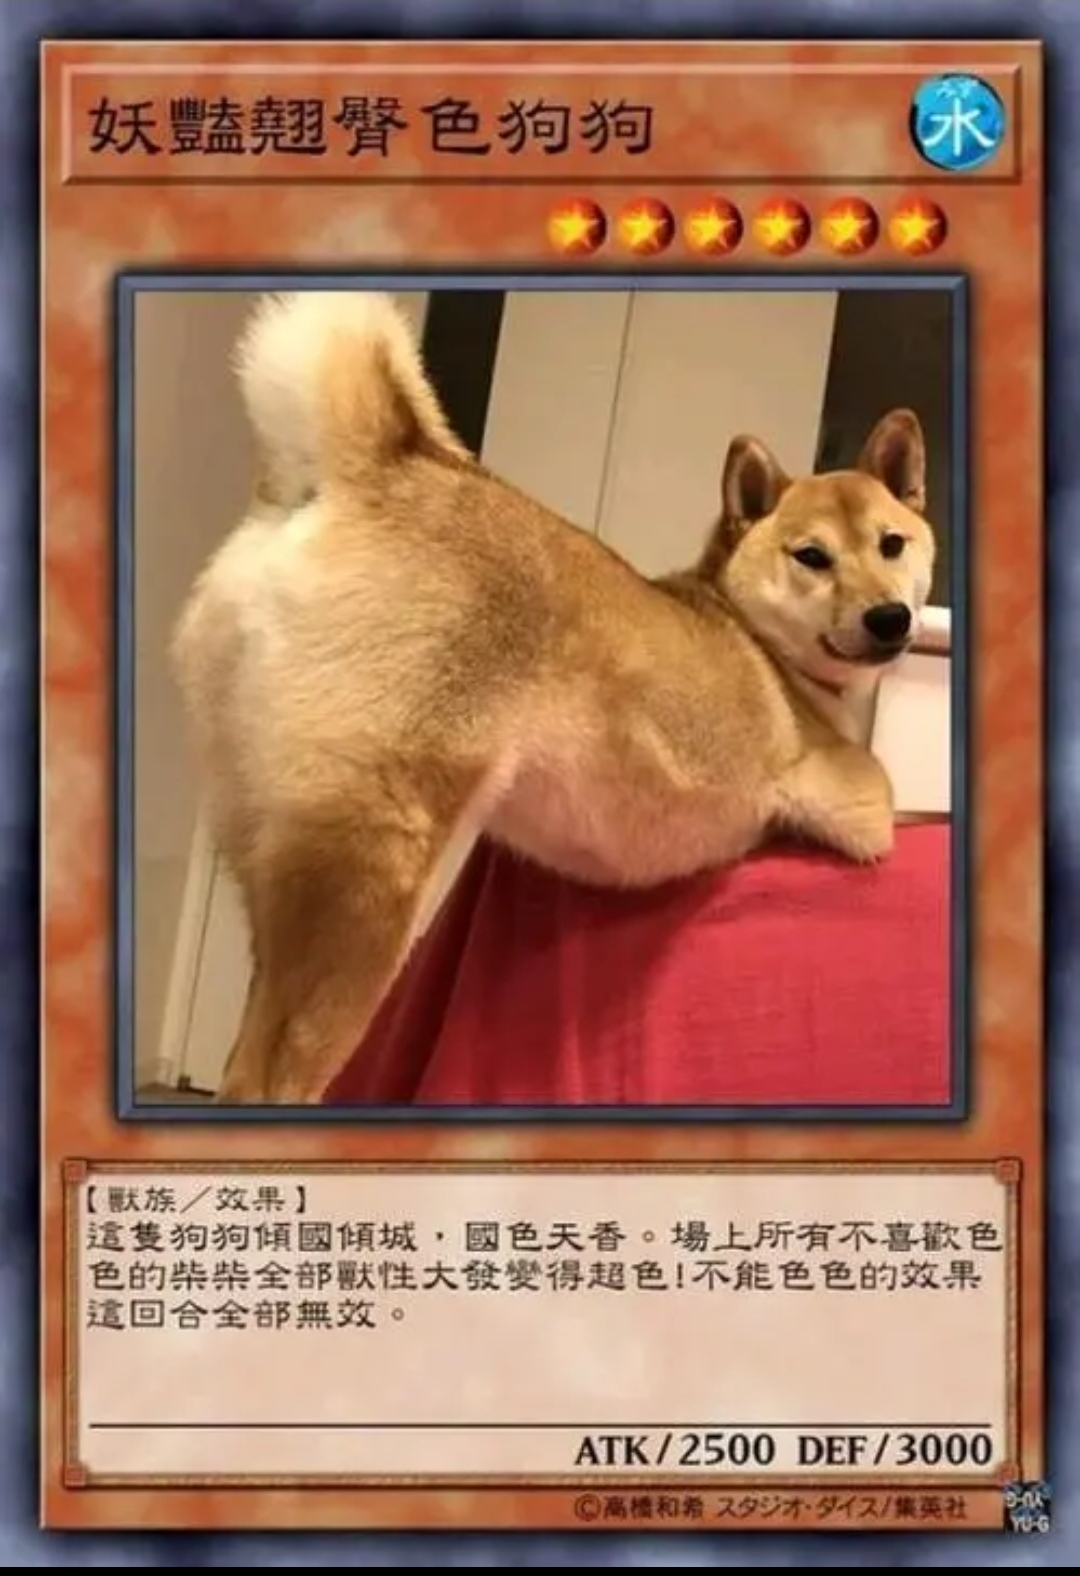 妖豔翹臀色狗狗
水
【獸族／效果】
這隻狗狗傾國傾城，國色天香。場上所有不喜歡色
色的柴柴全部獸性大發變得超色!不能色色的效果
這回合全部無效。
ATK/2500 DEF/3000
©高橋和希 スタジオ・ダイス/集英社